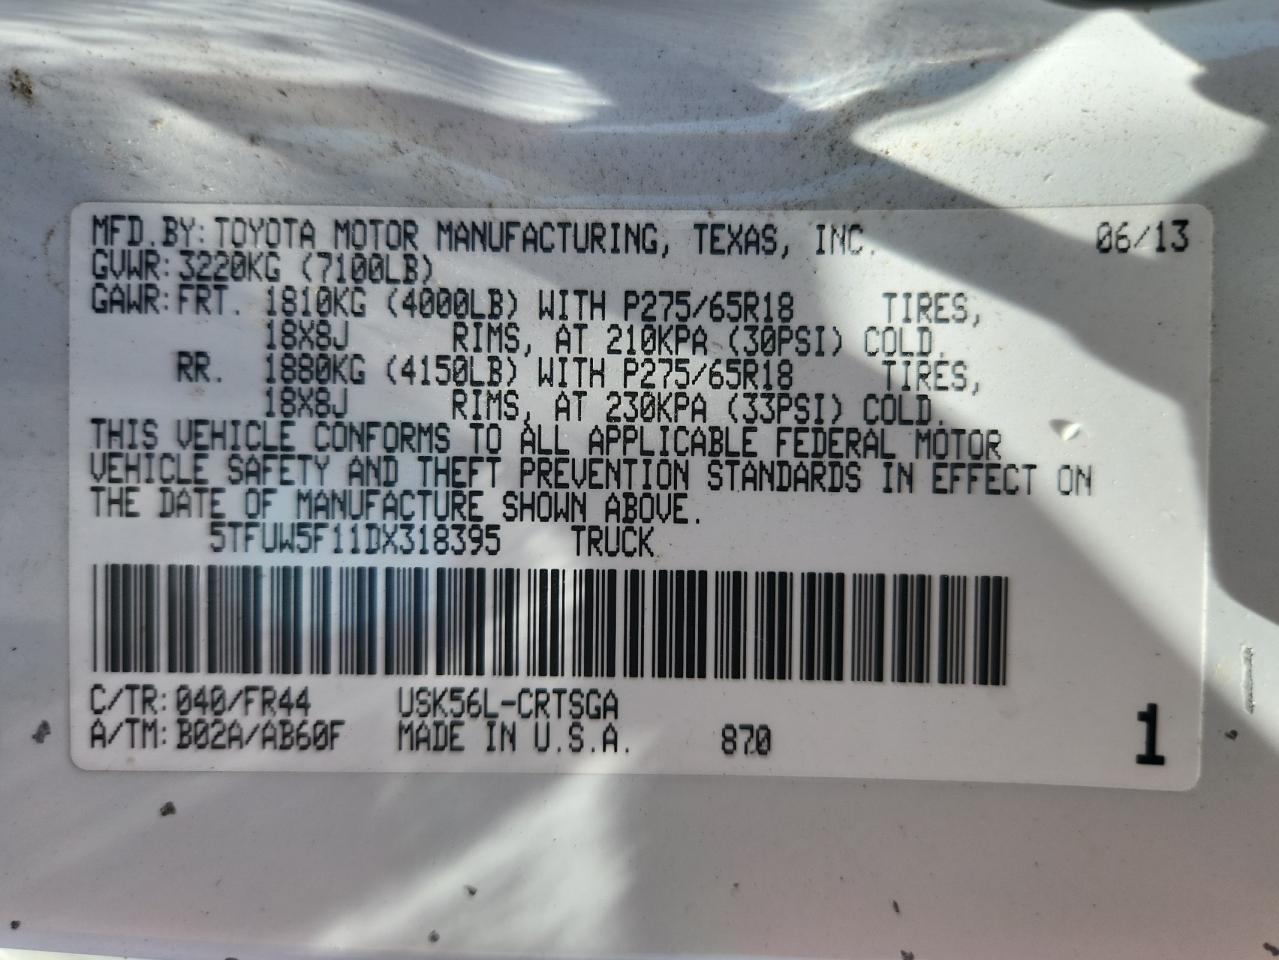 MFD.BY: TOYOTA MOTOR MANUFACTURING, TEXAS, INC. 06/13
GVWR: 3220KG (7100LB)
GAWR: FRT. 1810KG (4000LB) WITH P275/65R18 TIRES,
18X8J RIMS, AT 210KPA (30PSI) COLD.
RR. 1880KG (4150LB) WITH P275/65R18 TIRES,
18X8J RIMS, AT 230KPA (33PSI) COLD.
THIS VEHICLE CONFORMS TO ALL APPLICABLE FEDERAL MOTOR
VEHICLE SAFETY AND THEFT PREVENTION STANDARDS IN EFFECT ON
THE DATE OF MANUFACTURE SHOWN ABOVE.
5TFUW5F11DX318395 TRUCK
C/TR: 040/FR44 USK56L-CRTSGA
A/TM: B02A/AB60F MADE IN U.S.A. 870 1